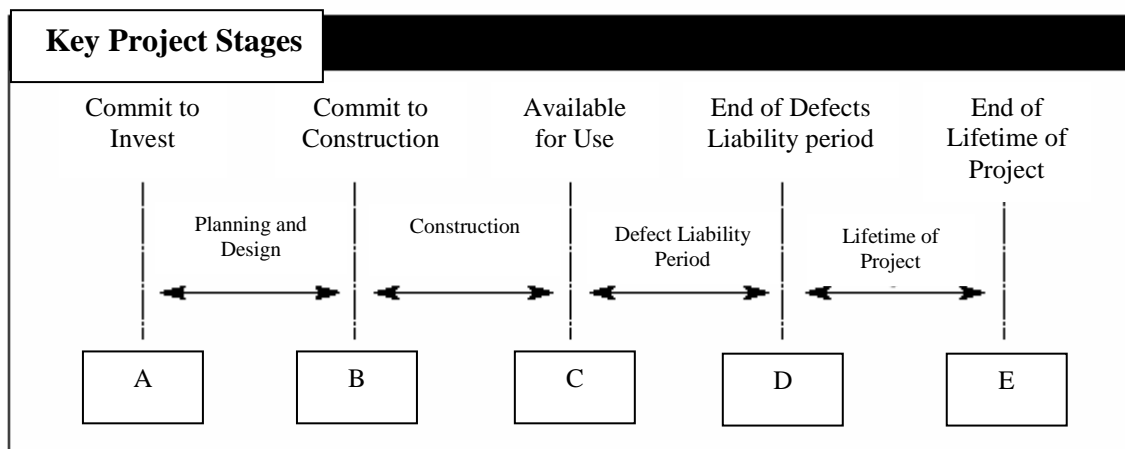 Key Project Stages
Commit to
Invest
Commit to
Construction
Available
for Use
End of Defects
Liability period
End of
Lifetime of
Project
Planning and
Design
Construction
Defect Liability
Period
Lifetime of
Project
A
B
C
D
E